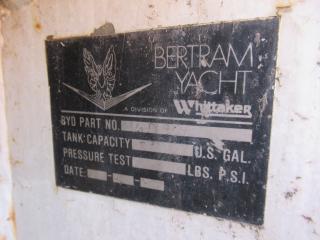 BERTRAM
YACHT
A DIVISION OF Whittaker
BYD PART NO.
TANK CAPACITY U.S. GAL.
PRESSURE TEST LBS. P.S.I.
DATE: - -